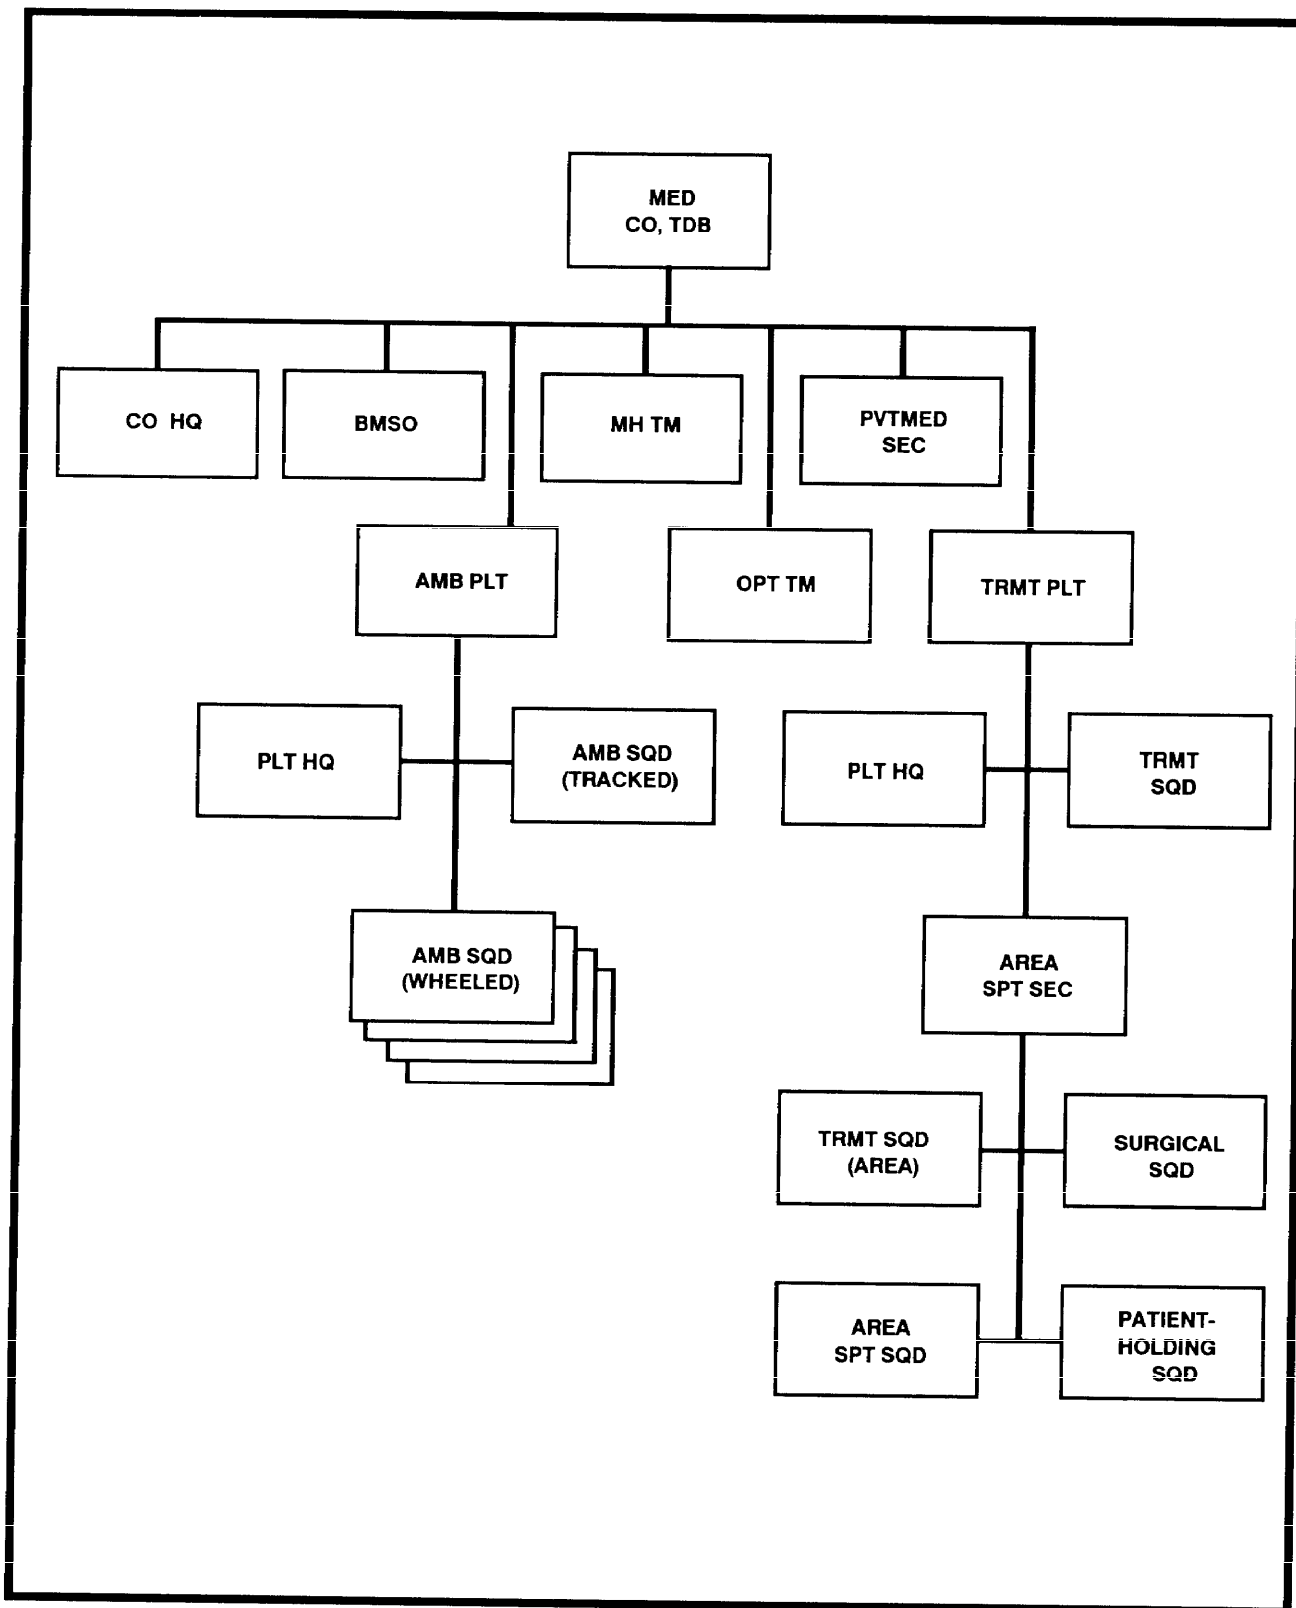 MED
CO, TDB
CO HQ
BMSO
MH TM
PVTMED
SEC
AMB PLT
OPT TM
TRMT PLT
PLT HQ
AMB SQD
(TRACKED)
PLT HQ
TRMT
SQD
AMB SQD
(WHEELED)
AREA
SPT SEC
TRMT SQD
(AREA)
SURGICAL
SQD
AREA
SPT SQD
PATIENT-
HOLDING
SQD